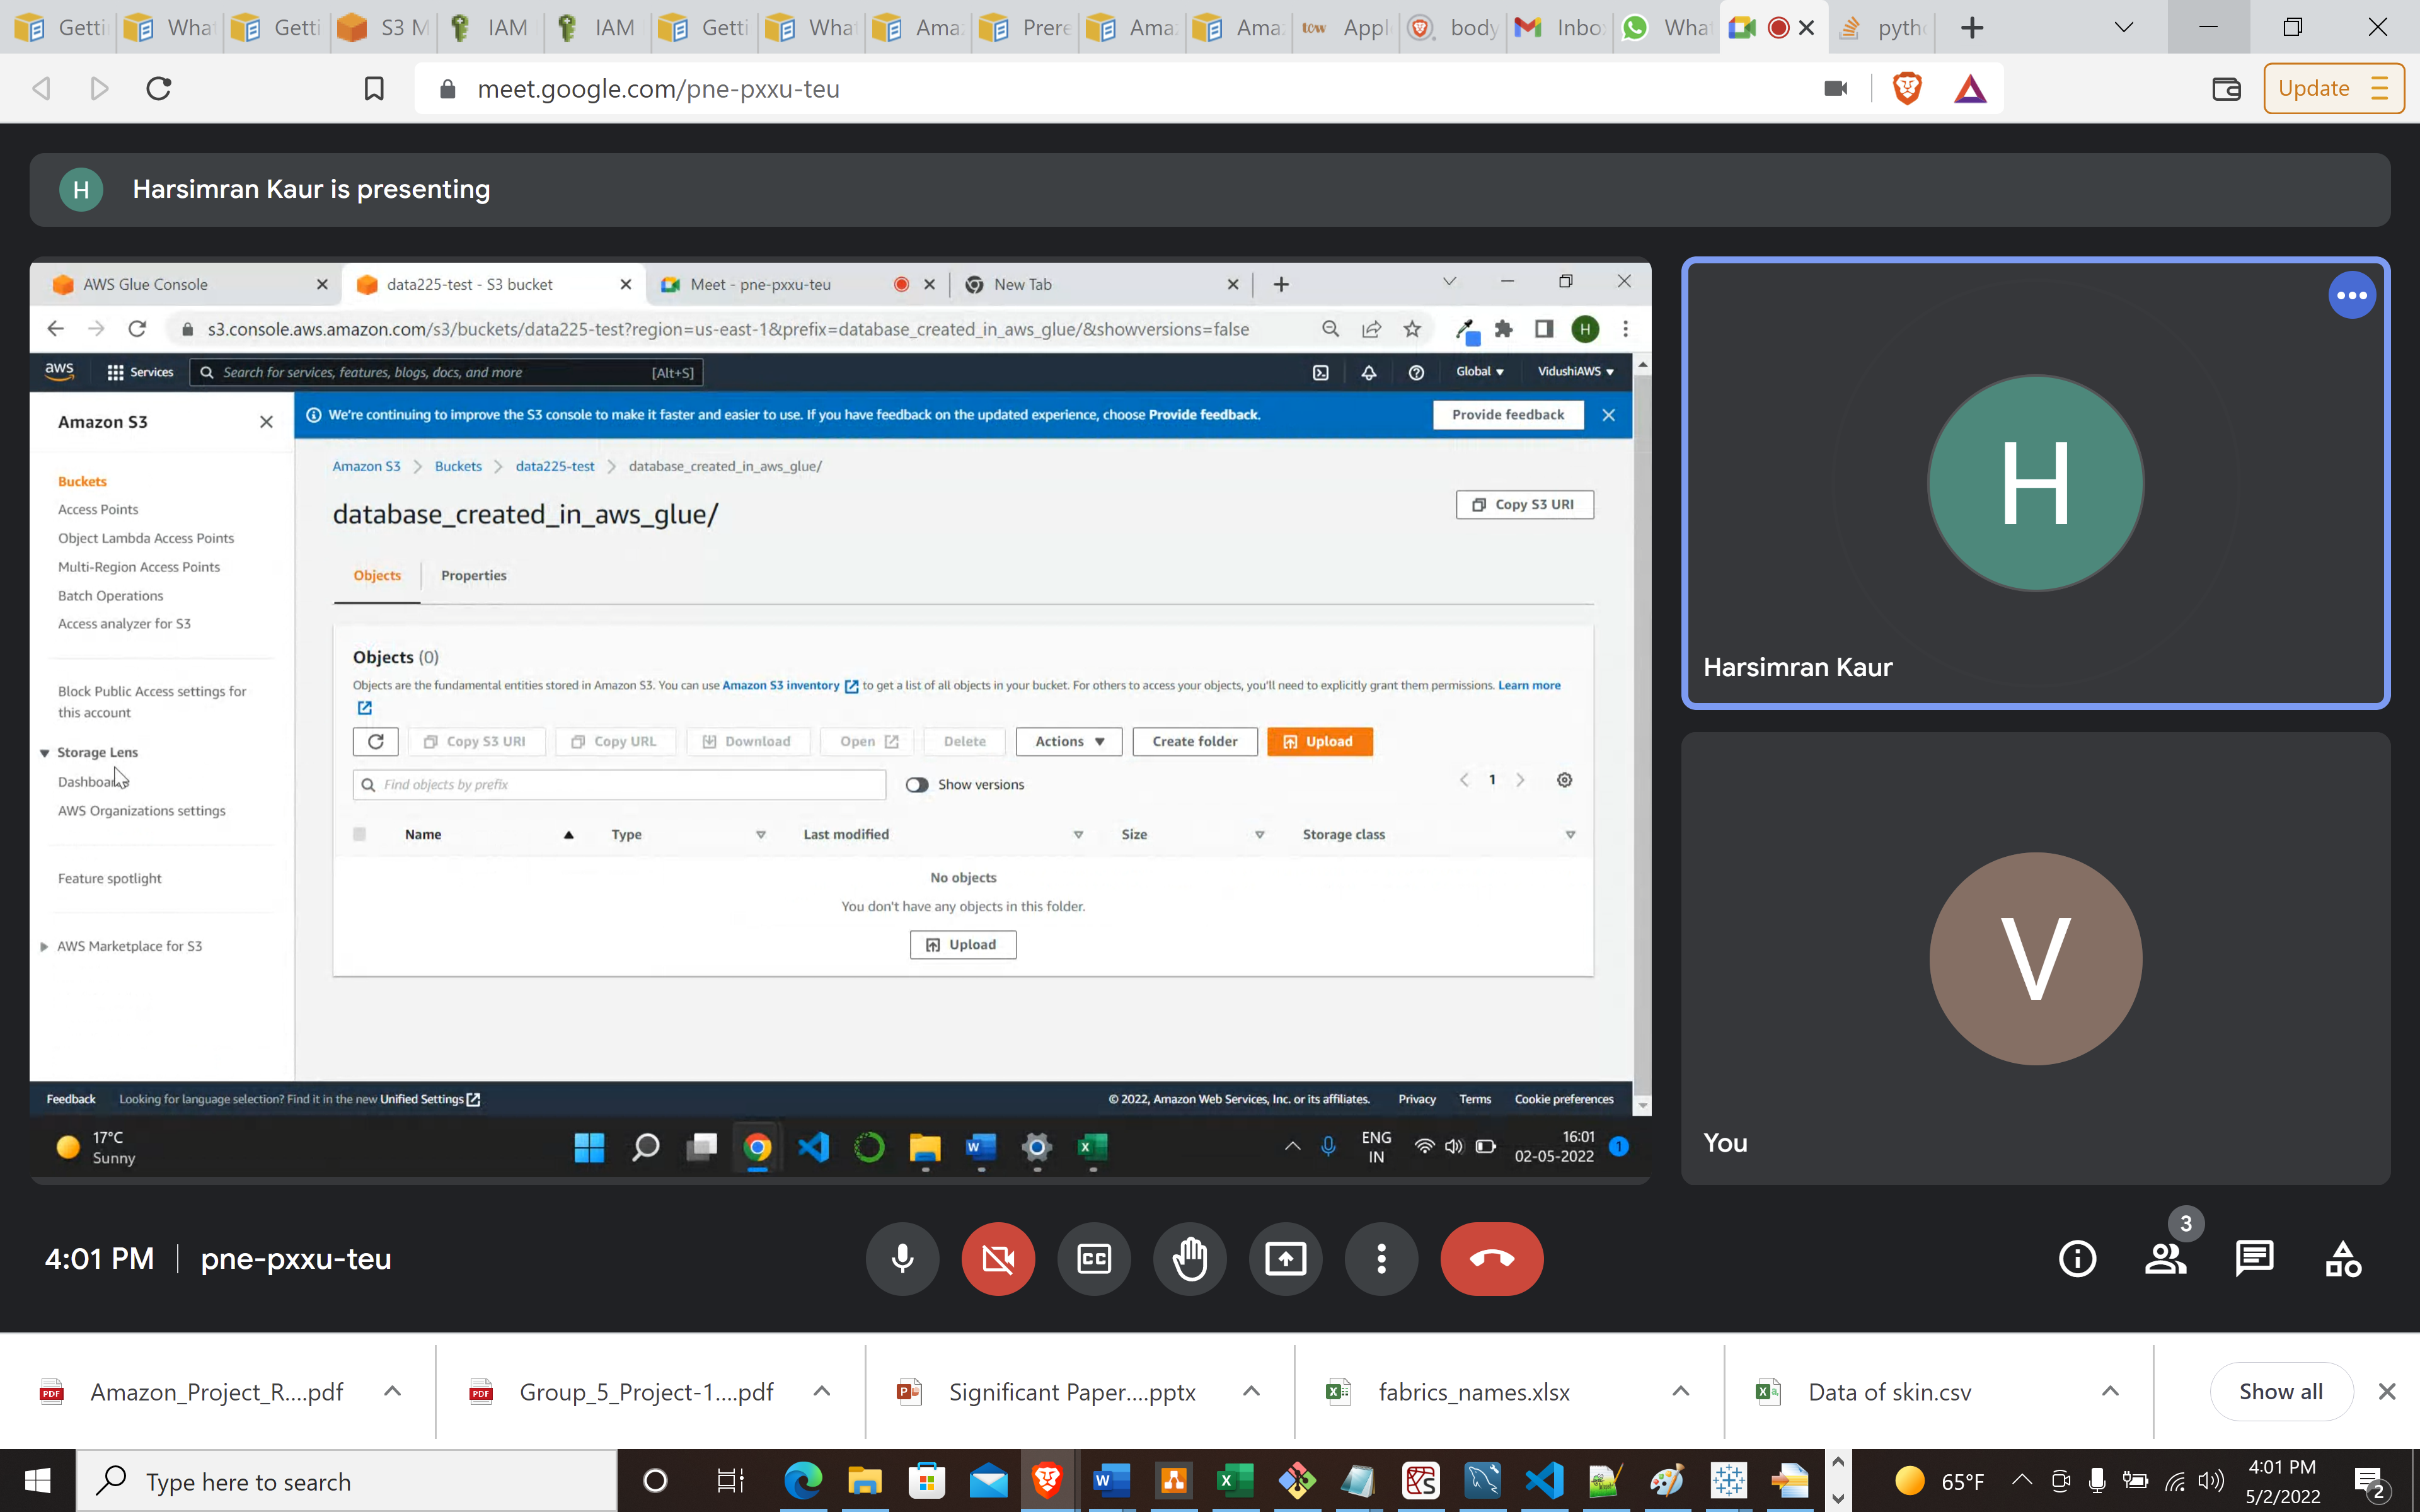 Getti
What
Getti
S3 M
IAM
IAM
Getti
What
Ama
Prere
Ama
Ama
tow
Appl
body
Inbo
What
pyth
meet.google.com/pne-pxxu-teu
Update
H
Harsimran Kaur is presenting
AWS Glue Console
data225-test - S3 bucket
Meet - pne-pxxu-teu
New Tab
s3.console.aws.amazon.com/s3/buckets/data225-test?region=us-east-1&prefix=database_created_in_aws_glue/&showversions=false
H
aws
Services
Search for services, features, blogs, docs, and more
[Alt+S]
Global
VidushiAWS
Amazon S3
We're continuing to improve the S3 console to make it faster and easier to use. If you have feedback on the updated experience, choose Provide feedback.
Provide feedback
Buckets
Access Points
Object Lambda Access Points
Multi-Region Access Points
Batch Operations
Access analyzer for S3
Block Public Access settings for
this account
Storage Lens
Dashboards
AWS Organizations settings
Feature spotlight
AWS Marketplace for S3
Amazon S3
Buckets
data225-test
database_created_in_aws_glue/
database_created_in_aws_glue/
Copy S3 URI
Objects
Properties
Objects (0)
Objects are the fundamental entities stored in Amazon S3. You can use Amazon S3 inventory to get a list of all objects in your bucket. For others to access your objects, you'll need to explicitly grant them permissions. Learn more
Copy S3 URI
Copy URL
Download
Open
Delete
Actions
Create folder
Upload
Find objects by prefix
Show versions
1
Name
Type
Last modified
Size
Storage class
No objects
You don't have any objects in this folder.
Upload
Feedback
Looking for language selection? Find it in the new Unified Settings
© 2022, Amazon Web Services, Inc. or its affiliates.
Privacy
Terms
Cookie preferences
17°C
Sunny
ENG
IN
16:01
02-05-2022
1
H
Harsimran Kaur
V
You
4:01 PM
pne-pxxu-teu
CC
3
Amazon_Project_R....pdf
Group_5_Project-1....pdf
Significant Paper....pptx
fabrics_names.xlsx
Data of skin.csv
Show all
Type here to search
65°F
4:01 PM
5/2/2022
2